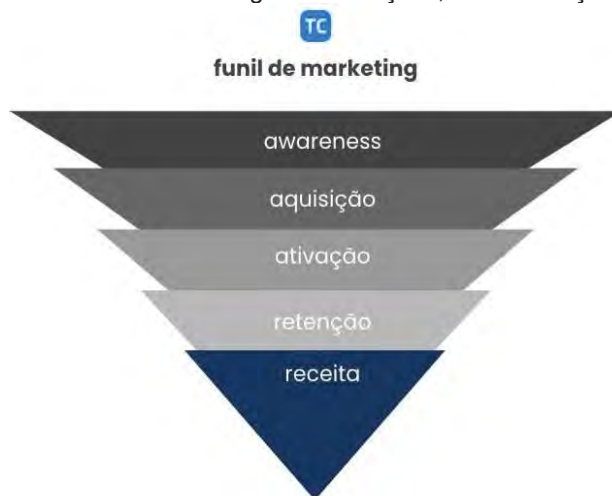 TC
funil de marketing
awareness
aquisição
ativação
retenção
receita